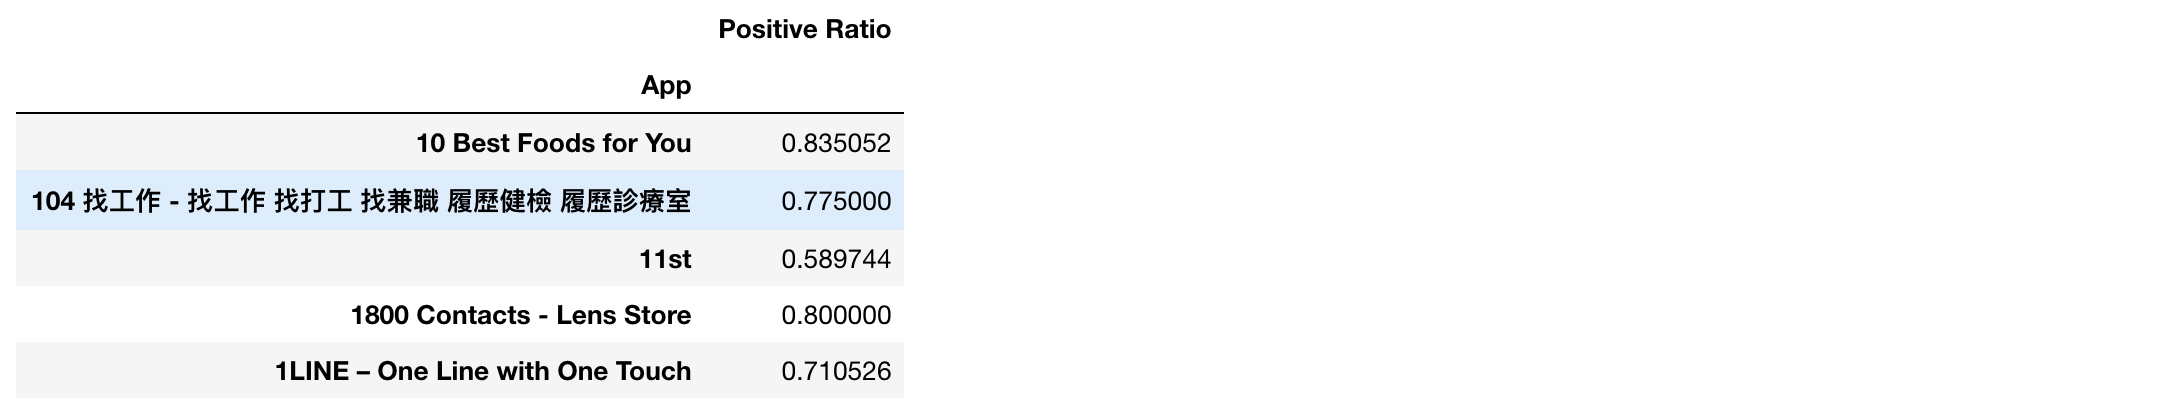 Positive Ratio
App
10 Best Foods for You 0.835052
104 找工作 - 找工作 找打工 找兼職 履歷健檢 履歷診療室 0.775000
11st 0.589744
1800 Contacts - Lens Store 0.800000
1LINE – One Line with One Touch 0.710526